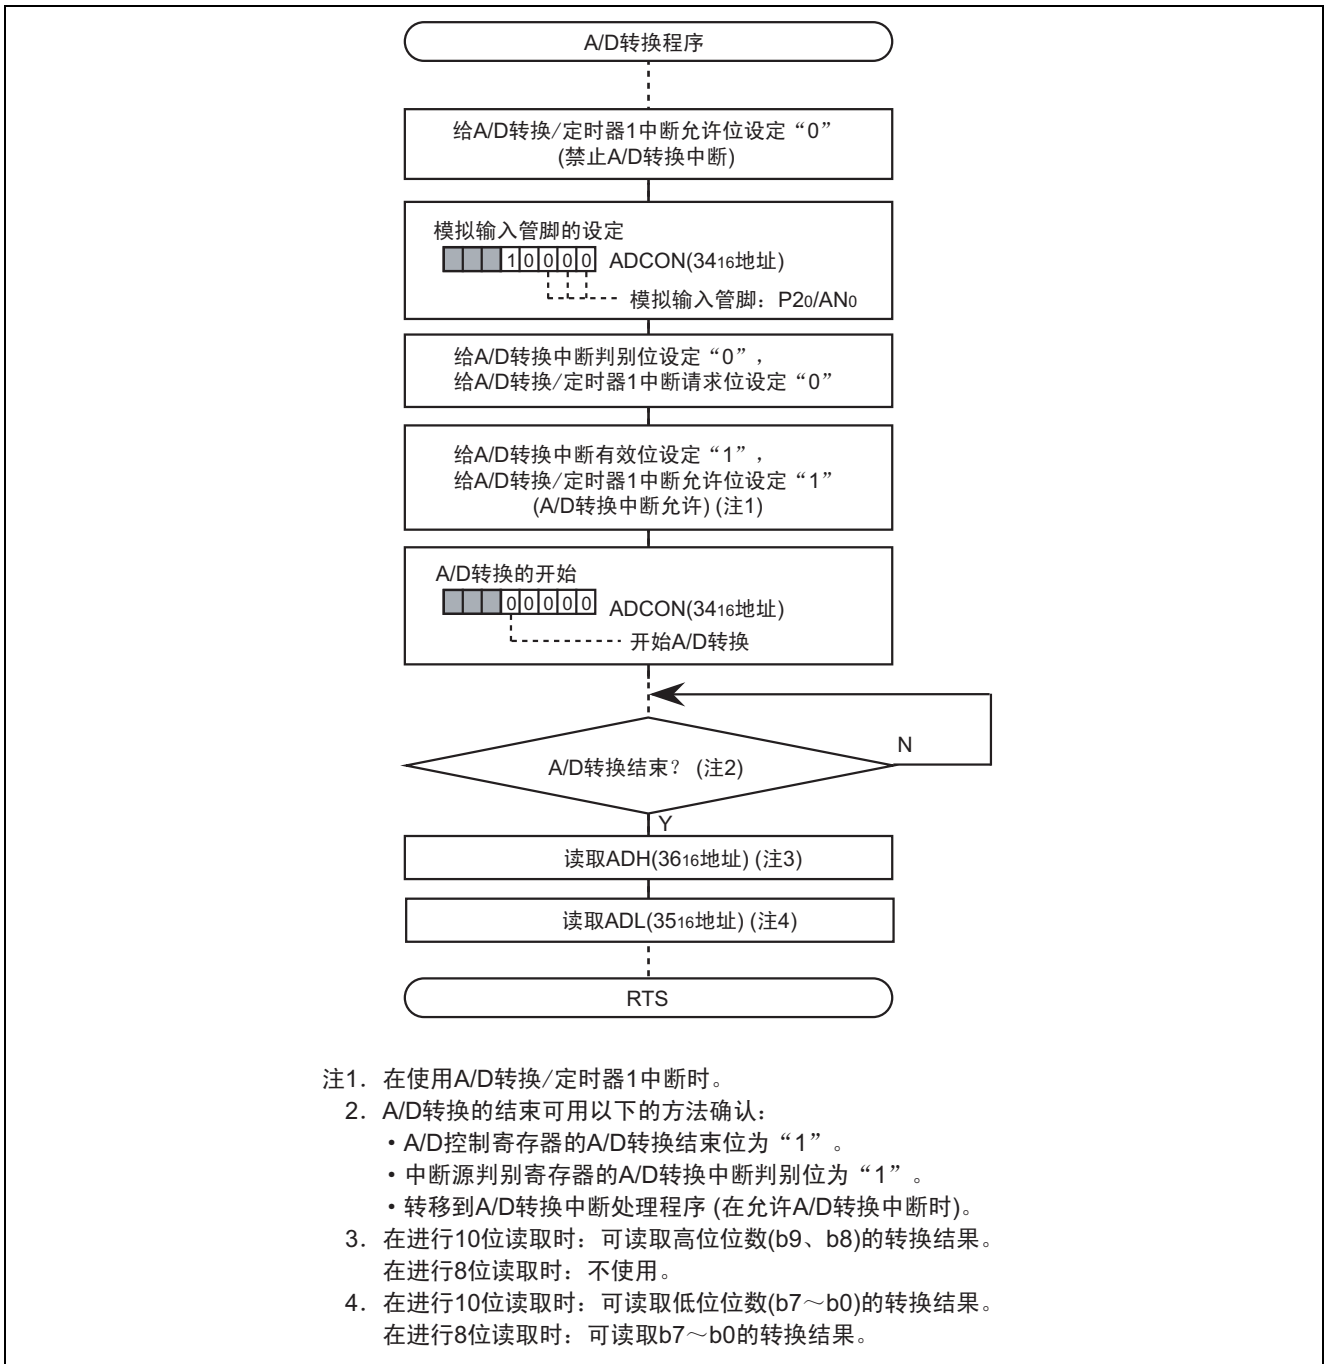 A/D转换程序
给A/D转换/定时器1中断允许位设定“0”
(禁止A/D转换中断)
模拟输入管脚的设定
10000 ADCON(3416地址)
模拟输入管脚：P20/AN0
给A/D转换中断判别位设定“0”，
给A/D转换/定时器1中断请求位设定“0”
给A/D转换中断有效位设定“1”，
给A/D转换/定时器1中断允许位设定“1”
(A/D转换中断允许) (注1)
A/D转换的开始
00000 ADCON(3416地址)
开始A/D转换
N
A/D转换结束？ (注2)
Y
读取ADH(3616地址) (注3)
读取ADL(3516地址) (注4)
RTS
注1．在使用A/D转换/定时器1中断时。
2．A/D转换的结束可用以下的方法确认：
・A/D控制寄存器的A/D转换结束位为“1”。
・中断源判别寄存器的A/D转换中断判别位为“1”。
・转移到A/D转换中断处理程序 (在允许A/D转换中断时)。
3．在进行10位读取时：可读取高位位数(b9、b8)的转换结果。
在进行8位读取时：不使用。
4．在进行10位读取时：可读取低位位数(b7～b0)的转换结果。
在进行8位读取时：可读取b7～b0的转换结果。